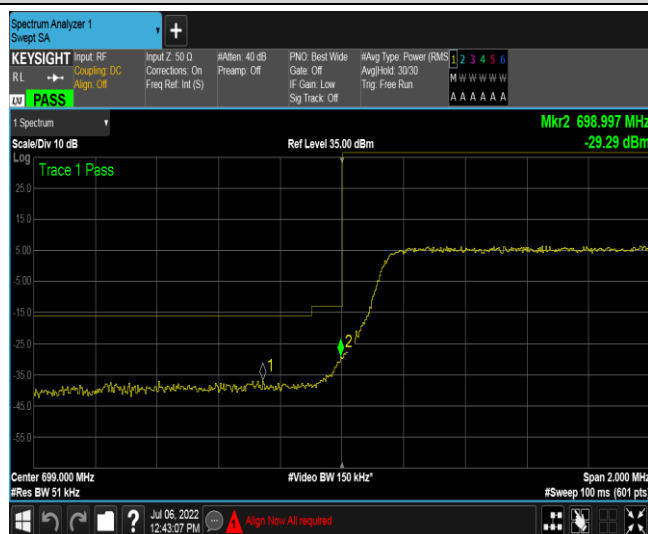 Spectrum Analyzer 1
Swept SA
+
KEYSIGHT Input: RF Input Z: 50 Ω #Atten: 40 dB PNO: Best Wide #Avg Type: Power (RMS 1 2 3 4 5 6
R L Coupling: DC Corrections: On Preamp: Off Gate: Off Avg|Hold: 30/30 M W W W W W
Align: Off Freq Ref: Int (S) IF Gain: Low Trig: Free Run
LXI PASS Sig Track: Off A A A A A A
1 Spectrum Mkr2 698.997 MHz
Scale/Div 10 dB Ref Level 35.00 dBm -29.29 dBm
Log
Trace 1 Pass
25.0
15.0
5.00
-5.00
-15.0
-25.0
2
1
-35.0
-45.0
-55.0
Center 699.000 MHz #Video BW 150 kHz* Span 2.000 MHz
#Res BW 51 kHz #Sweep 100 ms (601 pts)
? Jul 06, 2022 Align Now All required
12:43:07 PM